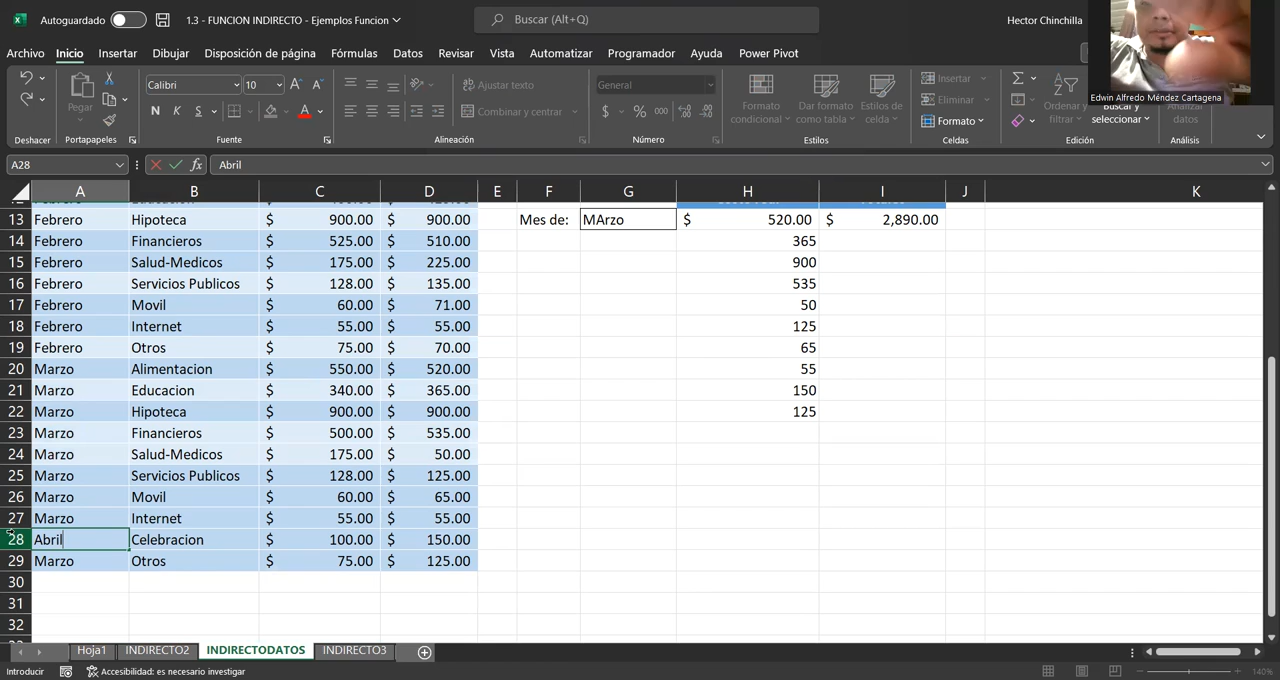 Autoguardado 1.3 - FUNCION INDIRECTO - Ejemplos Funcion Buscar (Alt+Q) Hector Chinchilla
Archivo Inicio Insertar Dibujar Disposición de página Fórmulas Datos Revisar Vista Automatizar Programador Ayuda Power Pivot
Edwin Alfredo Méndez Cartagena
Pegar Calibri 10 Ajustar texto General Formato Dar formato Estilos de Insertar Ordenar y Buscar y Analizar
N K S Combinar y centrar $ % 000 condicional como tabla celda Eliminar filtrar seleccionar datos
Formato
Deshacer Portapapeles Fuente Alineación Número Estilos Celdas Edición Análisis
A28 fx Abril
A B C D E F G H I J K
13 Febrero Hipoteca $ 900.00 $ 900.00 Mes de: MArzo $ 520.00 $ 2,890.00
14 Febrero Financieros $ 525.00 $ 510.00 365
15 Febrero Salud-Medicos $ 175.00 $ 225.00 900
16 Febrero Servicios Publicos $ 128.00 $ 135.00 535
17 Febrero Movil $ 60.00 $ 71.00 50
18 Febrero Internet $ 55.00 $ 55.00 125
19 Febrero Otros $ 75.00 $ 70.00 65
20 Marzo Alimentacion $ 550.00 $ 520.00 55
21 Marzo Educacion $ 340.00 $ 365.00 150
22 Marzo Hipoteca $ 900.00 $ 900.00 125
23 Marzo Financieros $ 500.00 $ 535.00
24 Marzo Salud-Medicos $ 175.00 $ 50.00
25 Marzo Servicios Publicos $ 128.00 $ 125.00
26 Marzo Movil $ 60.00 $ 65.00
27 Marzo Internet $ 55.00 $ 55.00
28 Abril Celebracion $ 100.00 $ 150.00
29 Marzo Otros $ 75.00 $ 125.00
30
31
32
Hoja1 INDIRECTO2 INDIRECTODATOS INDIRECTO3
Introducir Accesibilidad: es necesario investigar 140%